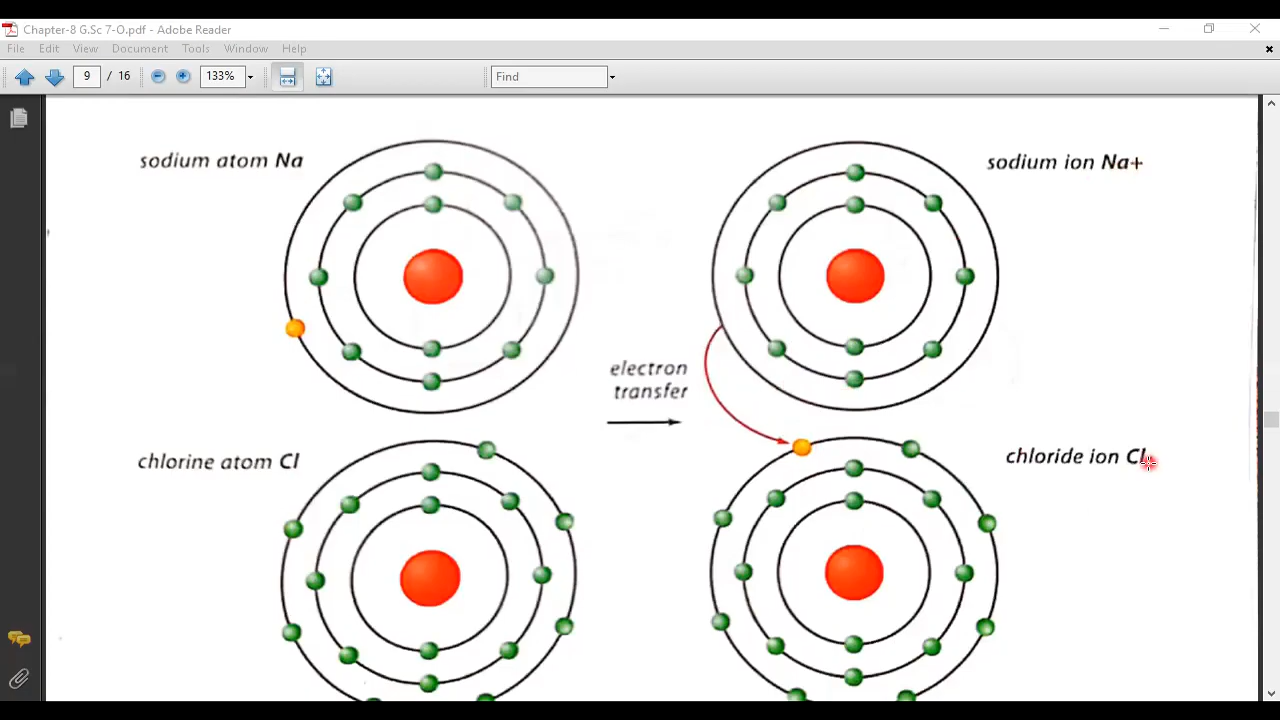 Chapter-8 G.Sc 7-O.pdf - Adobe Reader
File Edit View Document Tools Window Help
9 / 16 133% Find
sodium atom Na
sodium ion Na+
electron
transfer
chlorine atom Cl
chloride ion Cl